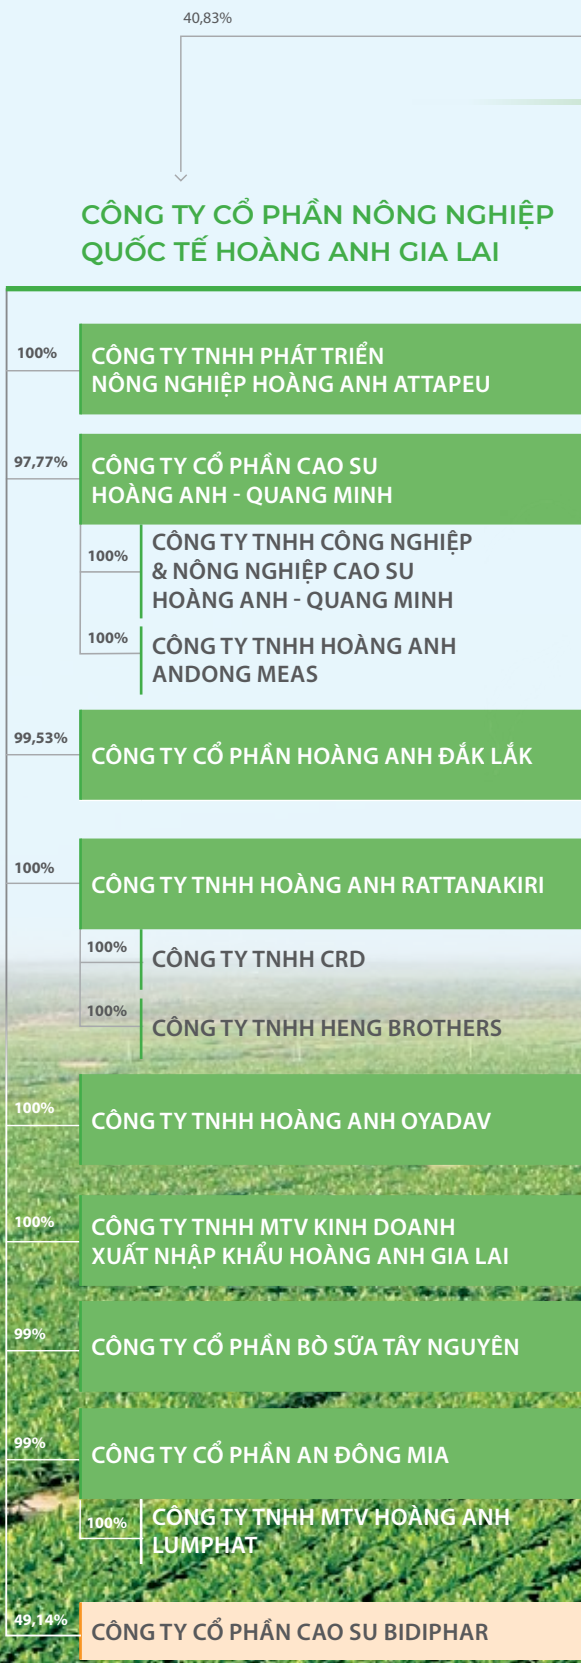 40,83%
CÔNG TY CỔ PHẦN NÔNG NGHIỆP
QUỐC TẾ HOÀNG ANH GIA LAI
100%
CÔNG TY TNHH PHÁT TRIỂN
NÔNG NGHIỆP HOÀNG ANH ATTAPEU
97,77%
CÔNG TY CỔ PHẦN CAO SU
HOÀNG ANH - QUANG MINH
100%
CÔNG TY TNHH CÔNG NGHIỆP
& NÔNG NGHIỆP CAO SU
HOÀNG ANH - QUANG MINH
100%
CÔNG TY TNHH HOÀNG ANH
ANDONG MEAS
99,53%
CÔNG TY CỔ PHẦN HOÀNG ANH ĐẮK LẮK
100%
CÔNG TY TNHH HOÀNG ANH RATTANAKIRI
100%
CÔNG TY TNHH CRD
100%
CÔNG TY TNHH HENG BROTHERS
100%
CÔNG TY TNHH HOÀNG ANH OYADAV
100%
CÔNG TY TNHH MTV KINH DOANH
XUẤT NHẬP KHẨU HOÀNG ANH GIA LAI
99%
CÔNG TY CỔ PHẦN BÒ SỮA TÂY NGUYÊN
99%
CÔNG TY CỔ PHẦN AN ĐÔNG MIA
100%
CÔNG TY TNHH MTV HOÀNG ANH
LUMPHAT
49,14%
CÔNG TY CỔ PHẦN CAO SU BIDIPHAR